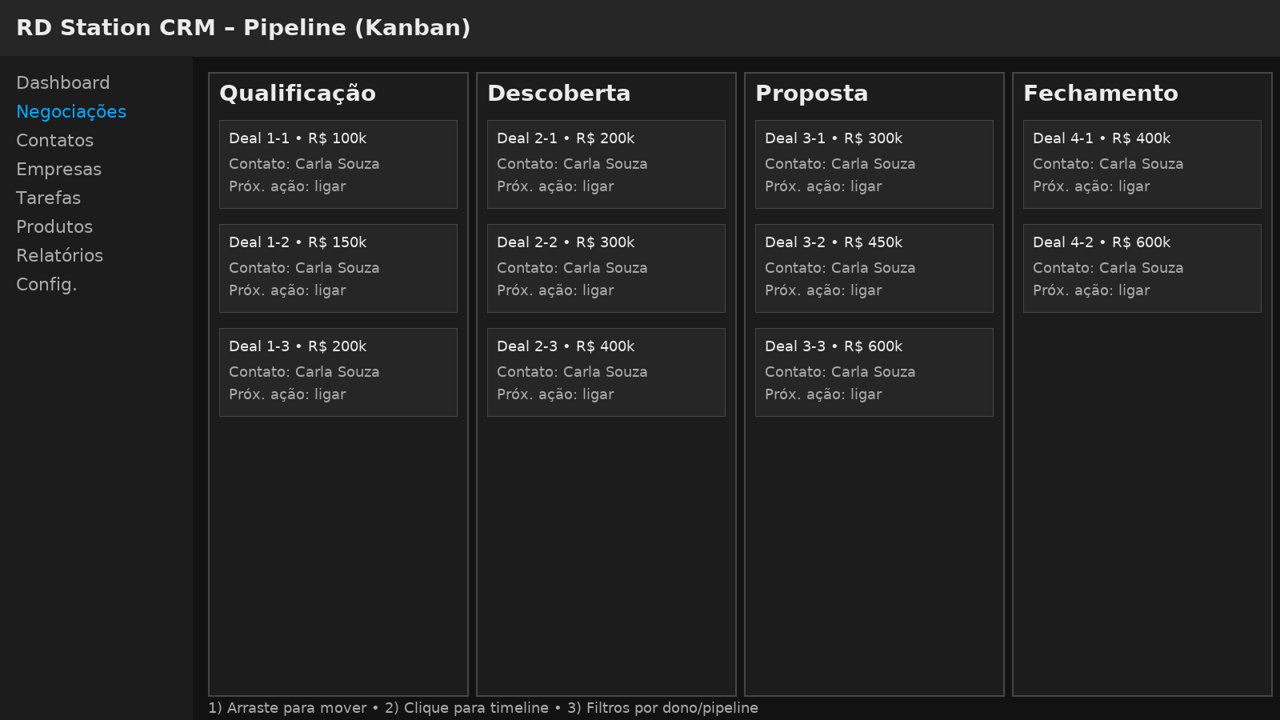 RD Station CRM – Pipeline (Kanban)
Dashboard
Negociações
Contatos
Empresas
Tarefas
Produtos
Relatórios
Config.
Qualificação
Deal 1-1 • R$ 100k
Contato: Carla Souza
Próx. ação: ligar
Deal 1-2 • R$ 150k
Contato: Carla Souza
Próx. ação: ligar
Deal 1-3 • R$ 200k
Contato: Carla Souza
Próx. ação: ligar
Descoberta
Deal 2-1 • R$ 200k
Contato: Carla Souza
Próx. ação: ligar
Deal 2-2 • R$ 300k
Contato: Carla Souza
Próx. ação: ligar
Deal 2-3 • R$ 400k
Contato: Carla Souza
Próx. ação: ligar
Proposta
Deal 3-1 • R$ 300k
Contato: Carla Souza
Próx. ação: ligar
Deal 3-2 • R$ 450k
Contato: Carla Souza
Próx. ação: ligar
Deal 3-3 • R$ 600k
Contato: Carla Souza
Próx. ação: ligar
Fechamento
Deal 4-1 • R$ 400k
Contato: Carla Souza
Próx. ação: ligar
Deal 4-2 • R$ 600k
Contato: Carla Souza
Próx. ação: ligar
1) Arraste para mover • 2) Clique para timeline • 3) Filtros por dono/pipeline